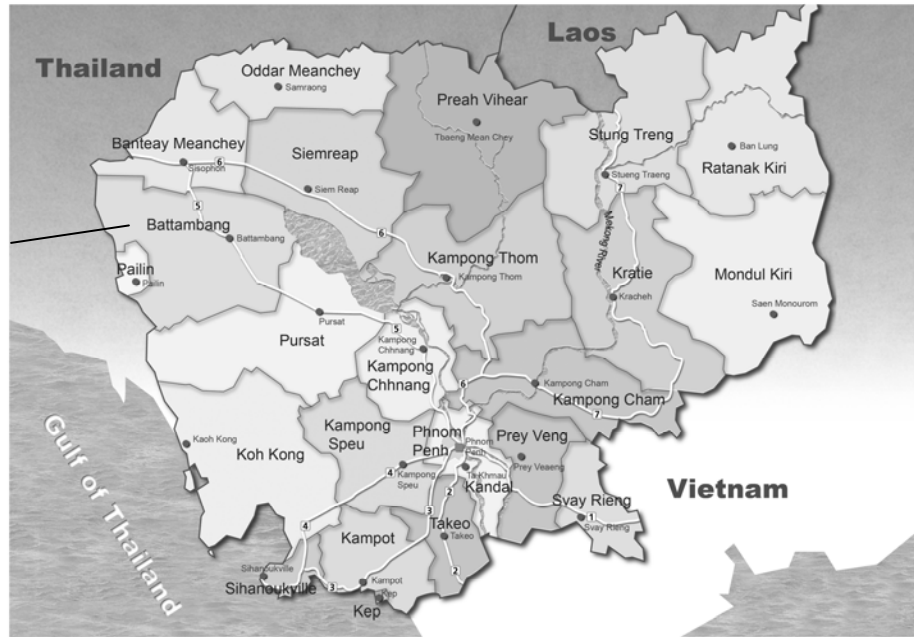 Thailand
Laos
Oddar Meanchey
Samraong
Preah Vihear
Tbaeng Mean Chey
Stung Treng
Stueng Traeng
7
Ban Lung
Ratanak Kiri
Banteay Meanchey
Sisophon
6
Siemreap
Siem Reap
5
Battambang
Battambang
6
Mekong River
Kampong Thom
Kampong Thom
Kratie
Kracheh
Mondul Kiri
Saen Monourom
Pailin
Pailin
Pursat
Pursat
5
Kampong
Chhnang
Kampong
Chhnang
6
Kampong Cham
Kampong Cham
7
Gulf of Thailand
Kaoh Kong
Koh Kong
Kampong
Speu
Kampong
Speu
4
Phnom
Penh
Phnom
Penh
Prey Veng
Prey Veaeng
Ta Khmau
Kandal
Vietnam
Svay Rieng
Svay Rieng
1
4
3
2
Takeo
Takeo
2
Kampot
Kampot
Sihanoukville
Sihanoukville
3
Kep
Kep